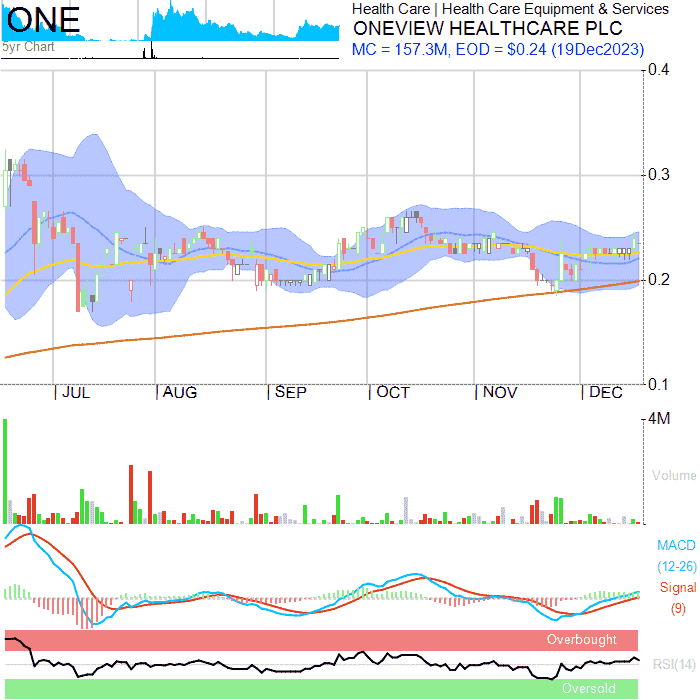 ONE
5yr Chart
Health Care | Health Care Equipment & Services
ONEVIEW HEALTHCARE PLC
MC = 157.3M, EOD = $0.24 (19Dec2023)
0.4
0.3
0.2
0.1
| JUL | AUG | SEP | OCT | NOV | DEC
4M
Volume
MACD
(12-26)
Signal
(9)
Overbought
RSI(14)
Oversold